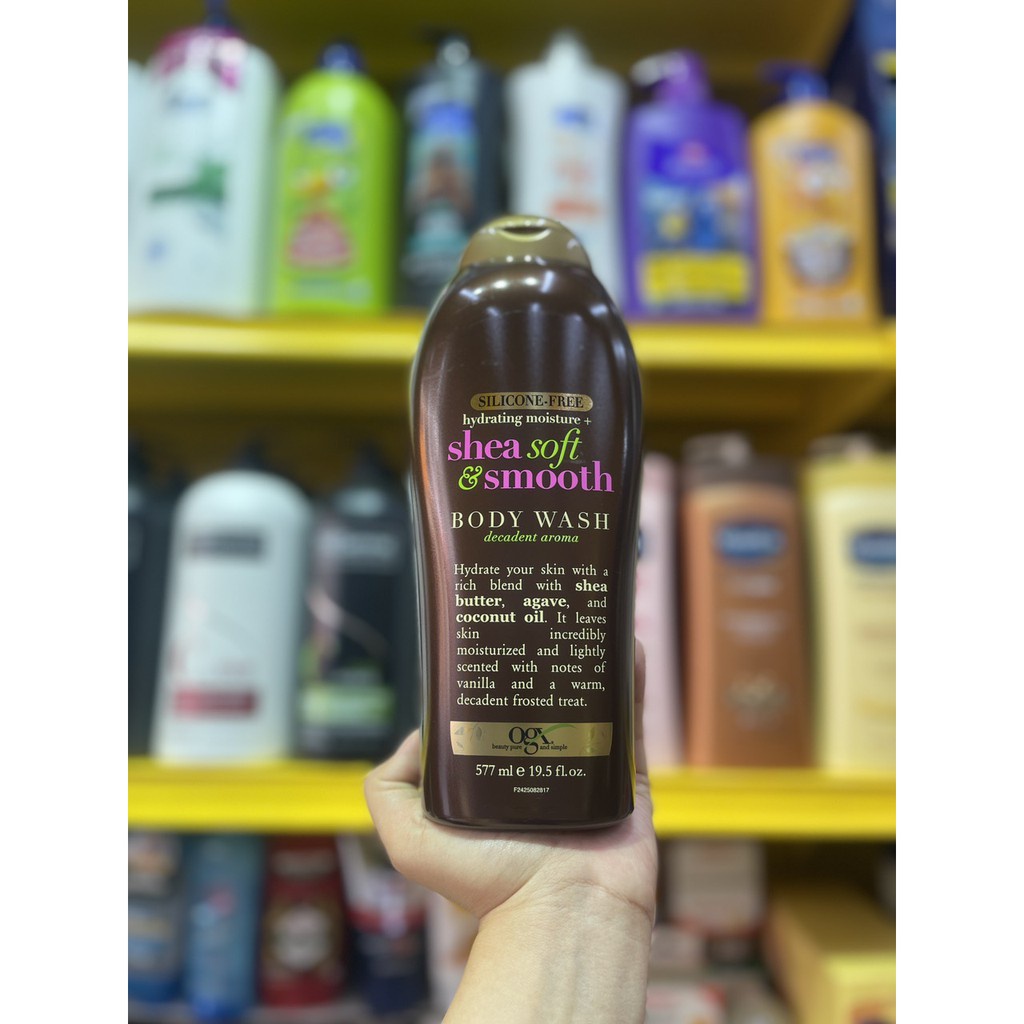 SILICONE-FREE
hydrating moisture +
shea soft
& smooth
BODY WASH
decadent aroma
Hydrate your skin with a
rich blend with shea
butter, agave, and
coconut oil. It leaves
skin incredibly
moisturized and lightly
scented with notes of
vanilla and a warm,
decadent frosted treat.
ogx
beauty pure and simple
577 ml e 19.5 fl. oz.
F2425082817